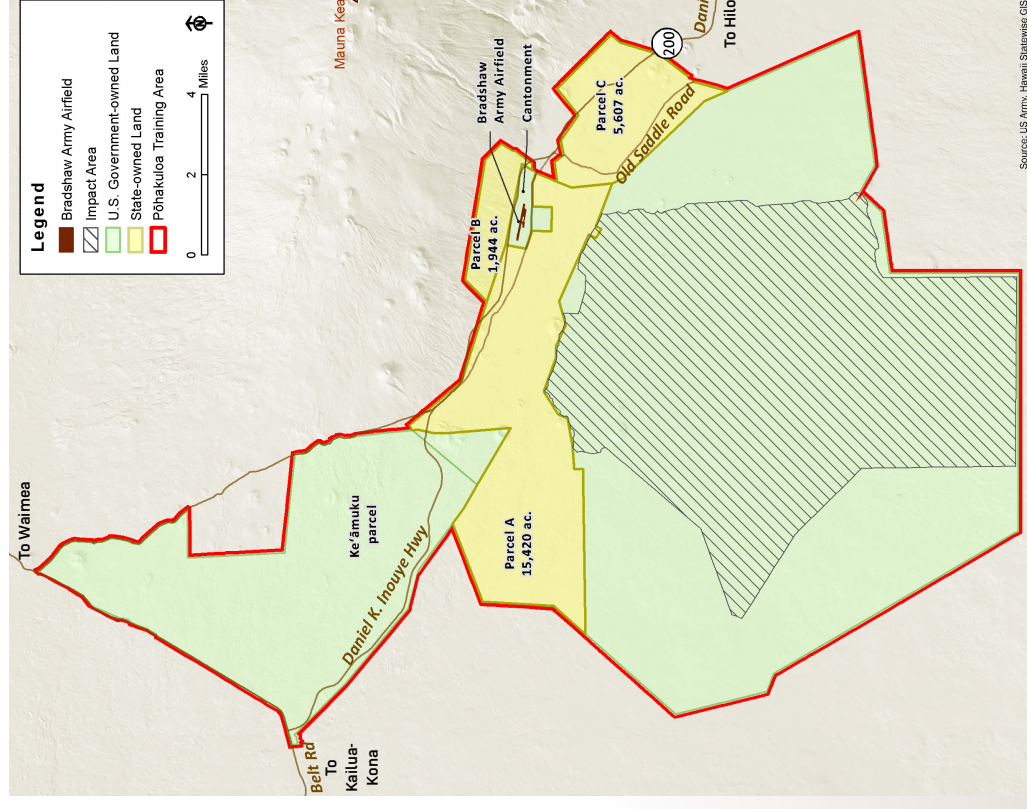 Legend
Bradshaw Army Airfield
Impact Area
U.S. Government-owned Land
State-owned Land
Pōhakuloa Training Area
0 2 4
Miles
N
Mauna Kea
To Waimea
Keʻāmuku
parcel
Daniel K. Inouye Hwy
Belt Rd
To
Kailua-
Kona
Parcel A
15,420 ac.
Parcel B
1,944 ac.
Bradshaw
Army Airfield
Cantonment
Parcel C
5,607 ac.
Old Saddle Road
200
Dani
To Hilo
Source: US Army, Hawaii Statewide GIS